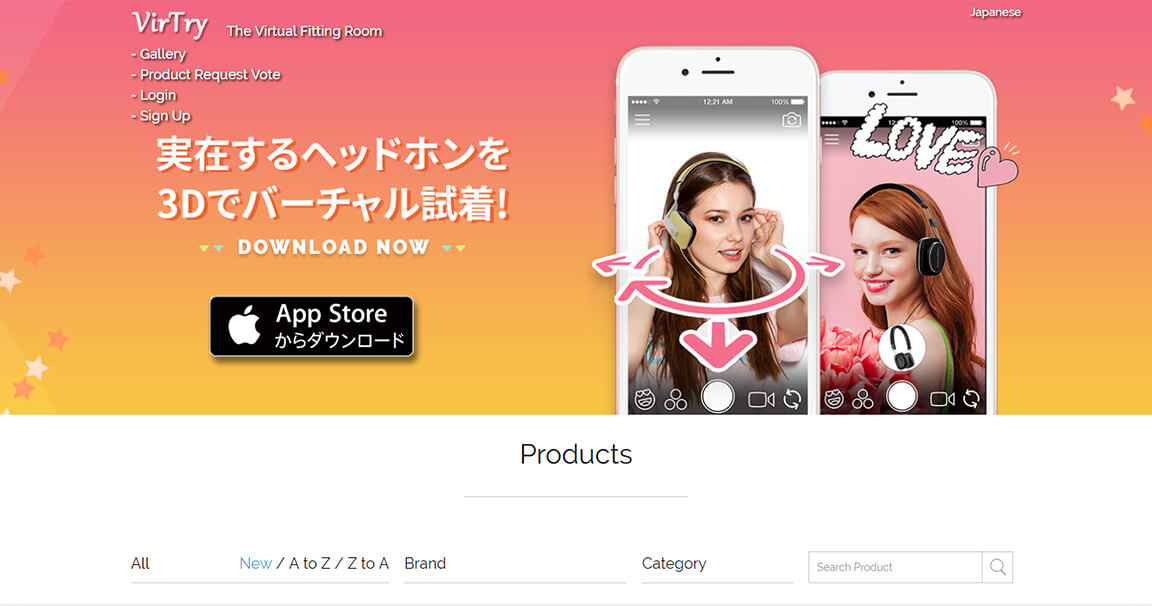 VirTry The Virtual Fitting Room
Japanese
- Gallery
- Product Request Vote
- Login
- Sign Up
実在するヘッドホンを
3Dでバーチャル試着!
DOWNLOAD NOW
App Store
からダウンロード
12:21 AM 100%
100%
LOVE
Products
All
New / A to Z / Z to A
Brand
Category
Search Product